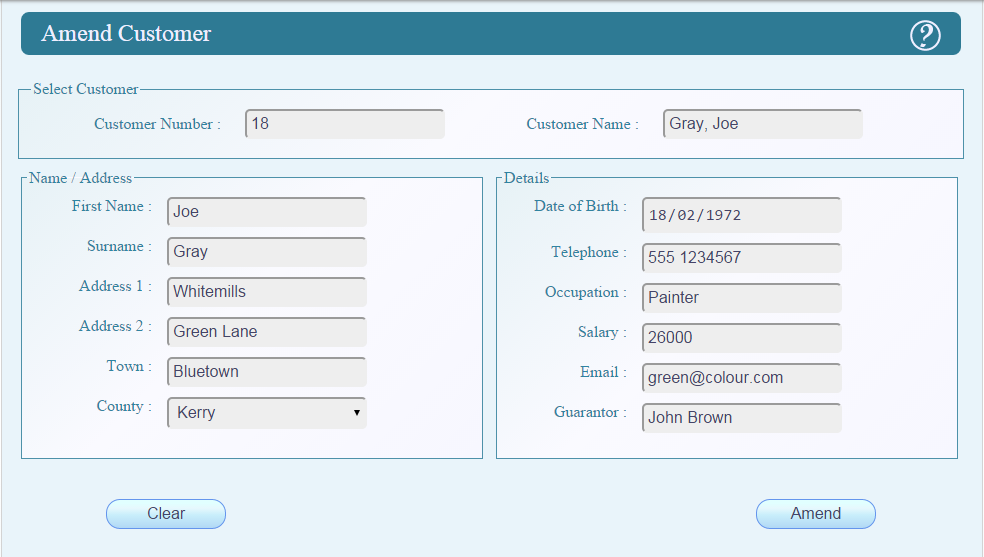 Amend Customer ?
Select Customer
Customer Number : 18 Customer Name : Gray, Joe
Name / Address
First Name : Joe
Surname : Gray
Address 1 : Whitemills
Address 2 : Green Lane
Town : Bluetown
County : Kerry
Details
Date of Birth : 18/02/1972
Telephone : 555 1234567
Occupation : Painter
Salary : 26000
Email : green@colour.com
Guarantor : John Brown
Clear Amend